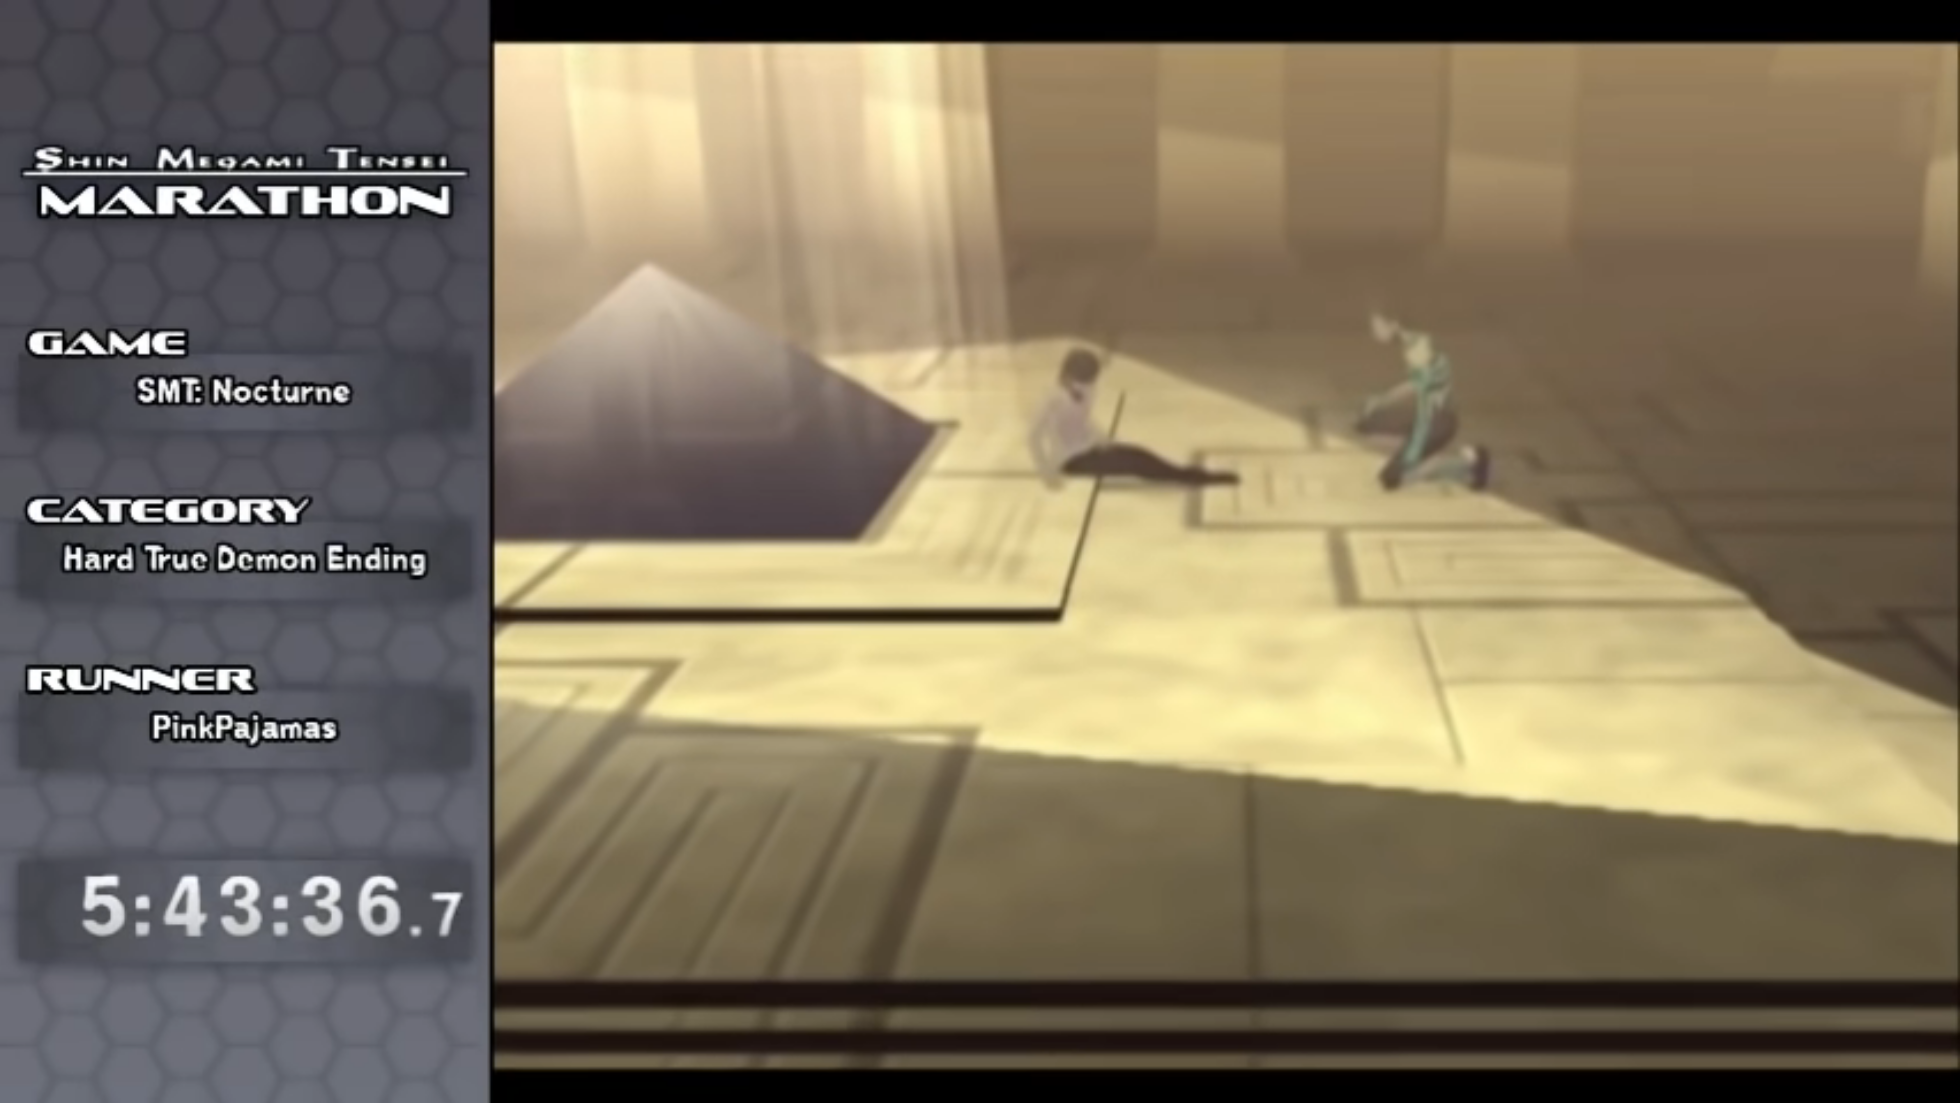 Shin Megami Tensei
MARATHON
GAME
SMT: Nocturne
CATEGORY
Hard True Demon Ending
RUNNER
PinkPajamas
5:43:36.7